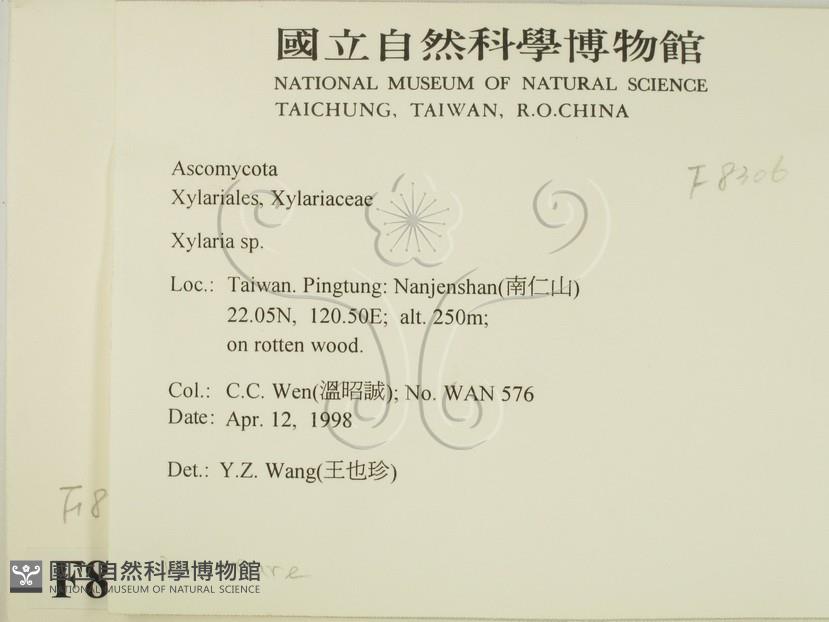 國立自然科學博物館
NATIONAL MUSEUM OF NATURAL SCIENCE
TAICHUNG, TAIWAN, R.O.CHINA
F8306
Ascomycota
Xylariales, Xylariaceae
Xylaria sp.
Loc.: Taiwan. Pingtung: Nanjenshan(南仁山)
22.05N, 120.50E; alt. 250m;
on rotten wood.
Col.: C.C. Wen(溫昭誠); No. WAN 576
Date: Apr. 12, 1998
Det.: Y.Z. Wang(王也珍)
F8
F8
國立自然科學博物館
NATIONAL MUSEUM OF NATURAL SCIENCE